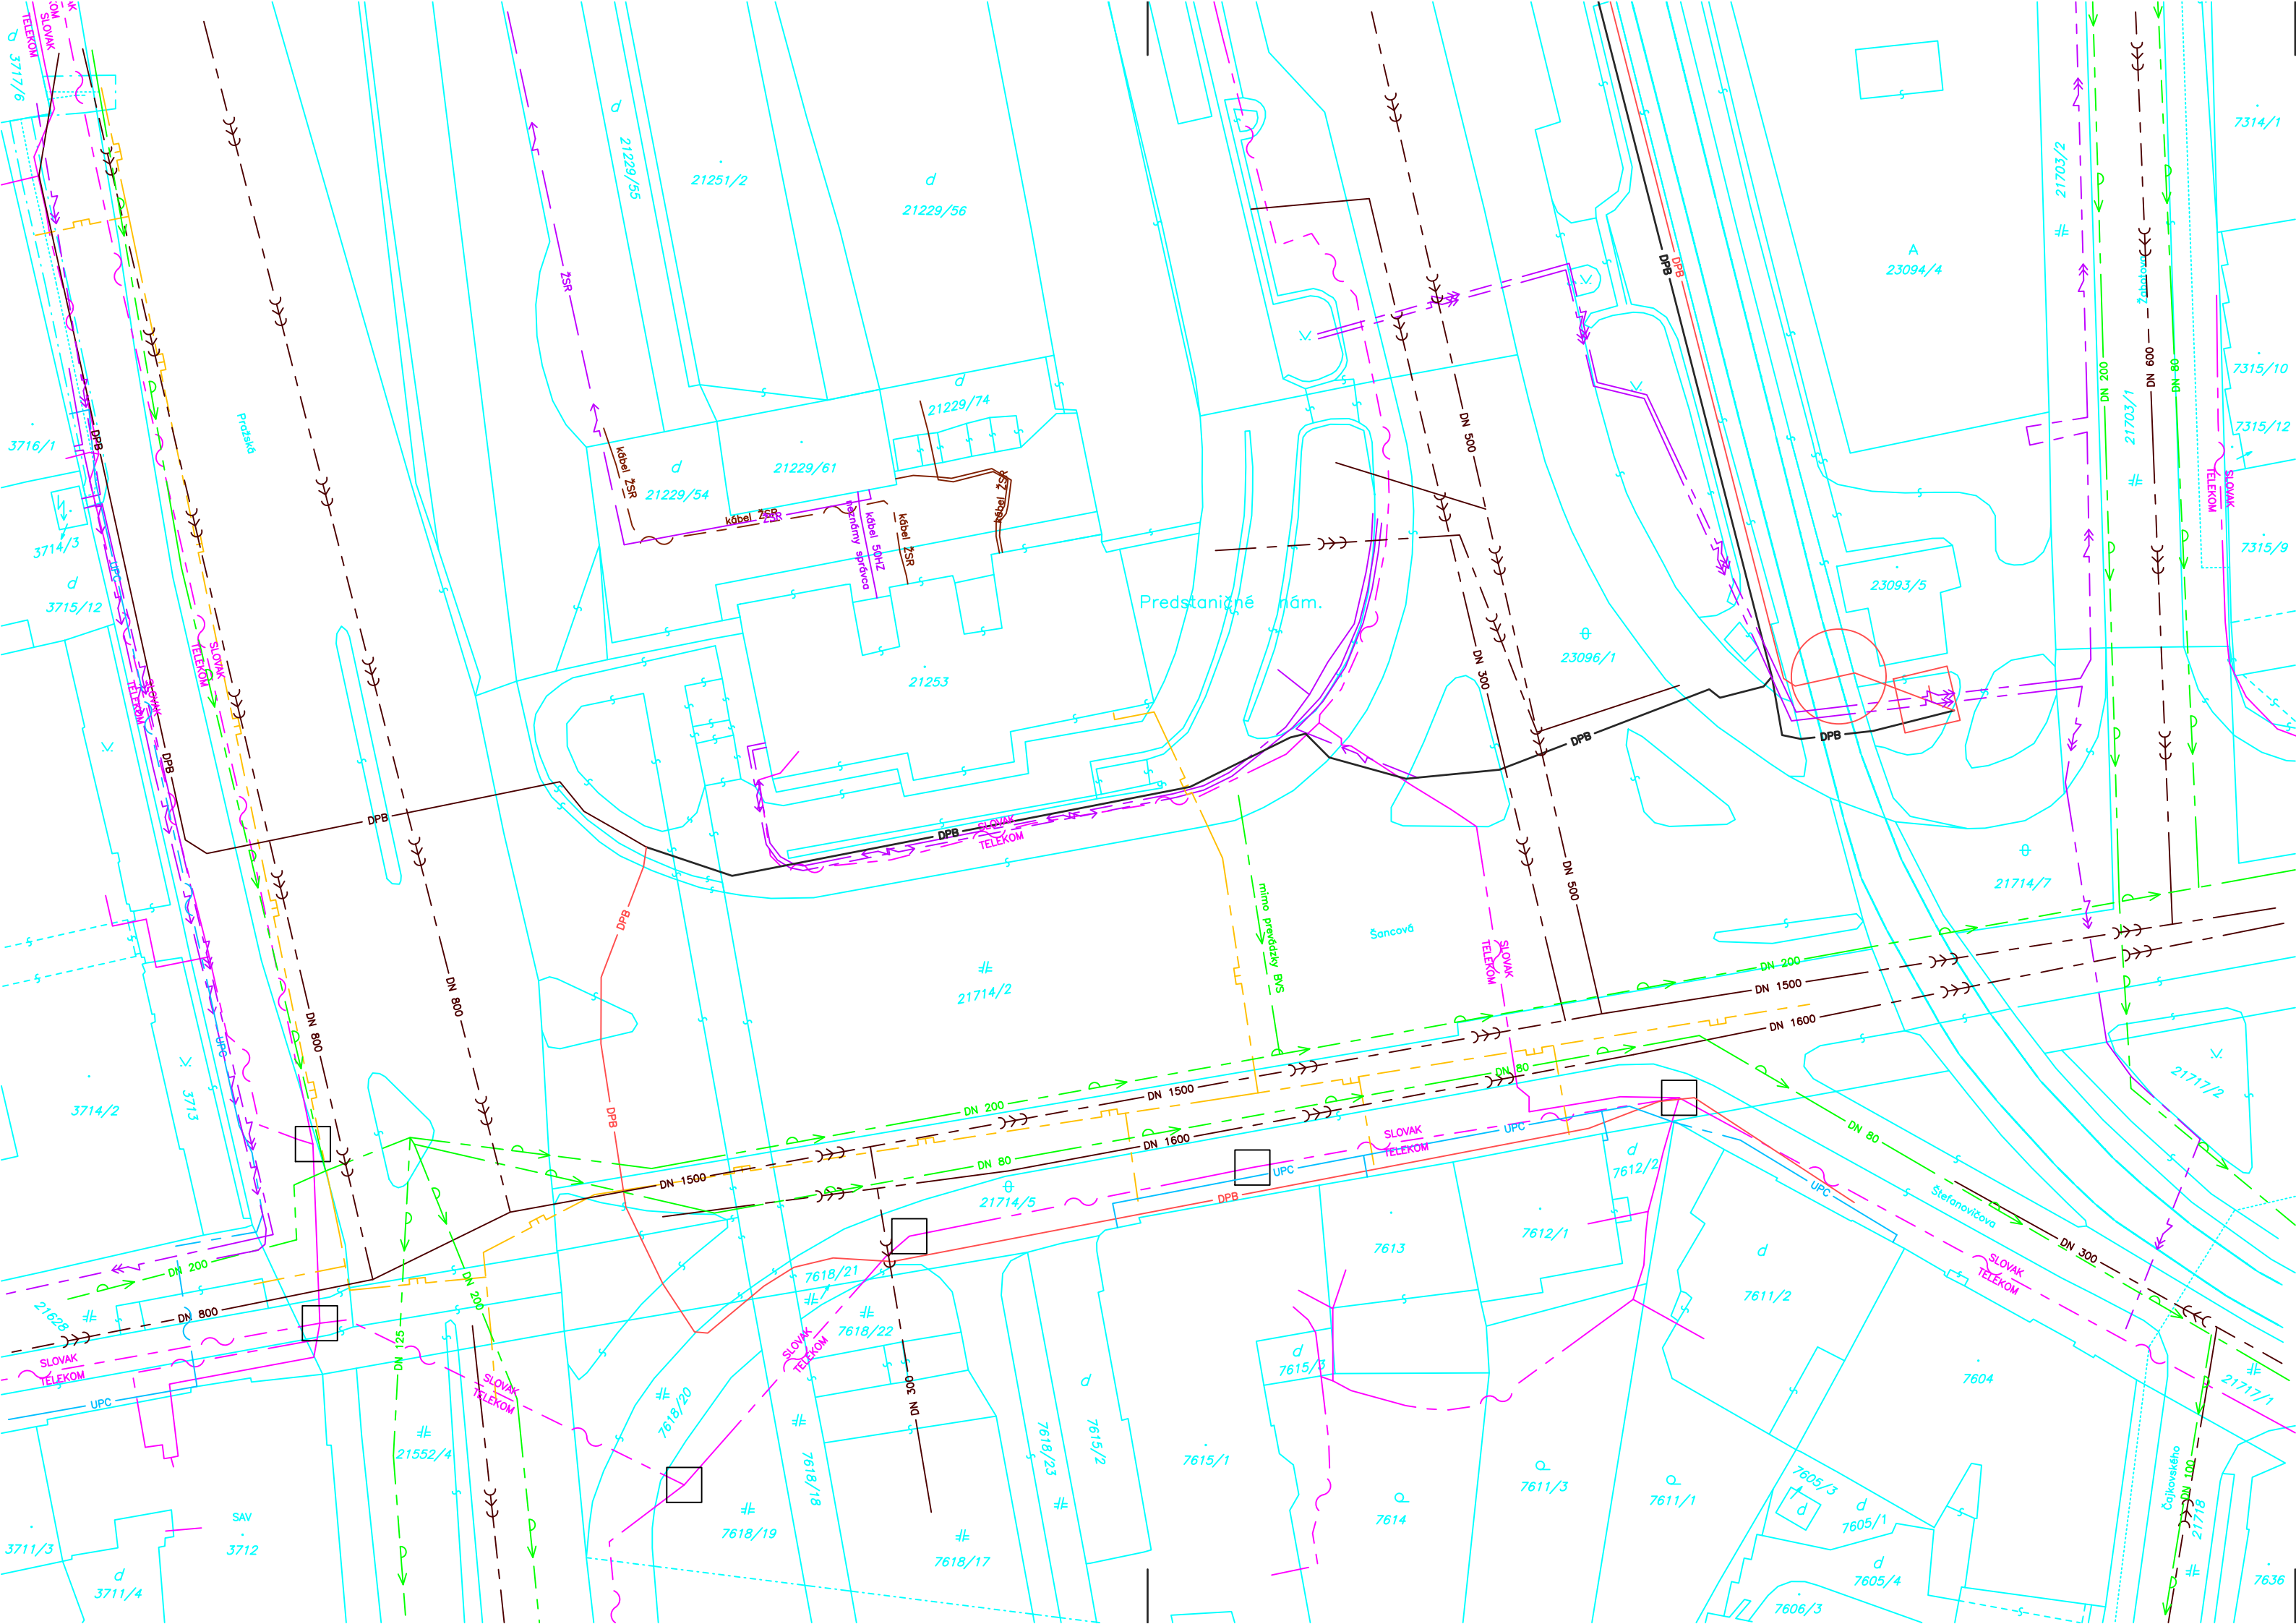 SLOVAK
TELEKOM
SLOVAK
d
3717/6
d
21229/55
21251/2
d
21229/56
21703/2
7314/1
A
23094/4
DPB
DPB
ŽSR
DN 200
DN 600
DN 80
7315/10
21703/1
7315/12
d
21229/74
Pražská
DPB
3716/1
kábel ŽSR
d
21229/54
21229/61
kábel ŽSR
ŽSR
neznámy správca
kábel 50HZ
kábel ŽSR
kábel ŽSR
DN 500
SLOVAK
TELEKOM
3714/3
7315/9
UPC
d
3715/12
Predstaničné nám.
23093/5
23096/1
DN 300
21253
SLOVAK
TELEKOM
SLOVAK
TELEKOM
DPB
DPB
DPB
DPB
DPB
SLOVAK
TELEKOM
DPB
mimo prevádzky BVS
DN 500
21714/7
Šancová
SLOVAK
TELEKOM
DN 200
DN 1500
DN 1600
21714/2
DN 800
DN 800
UPC
3714/2
3713
DN 200
DN 1500
DN 1600
DN 80
DN 80
DPB
SLOVAK
TELEKOM
UPC
UPC
DPB
DN 1500
21714/5
d
7612/2
DN 80
21717/2
UPC
Štefanovičova
7613
7612/1
d
7611/2
DN 300
SLOVAK
TELEKOM
DN 200
21628
DN 800
DN 200
DN 125
7618/21
7618/22
SLOVAK
TELEKOM
SLOVAK
TELEKOM
UPC
SLOVAK
TELEKOM
DN 300
d
7615/3
7604
21717/1
7618/20
21552/4
7618/18
7618/23
d
7615/2
7615/1
7611/3
7611/1
7614
7605/3
d
d
7605/1
Čajkovského
DN 100
21718
SAV
3712
3711/3
d
3711/4
7618/19
7618/17
d
7605/4
7606/3
7636